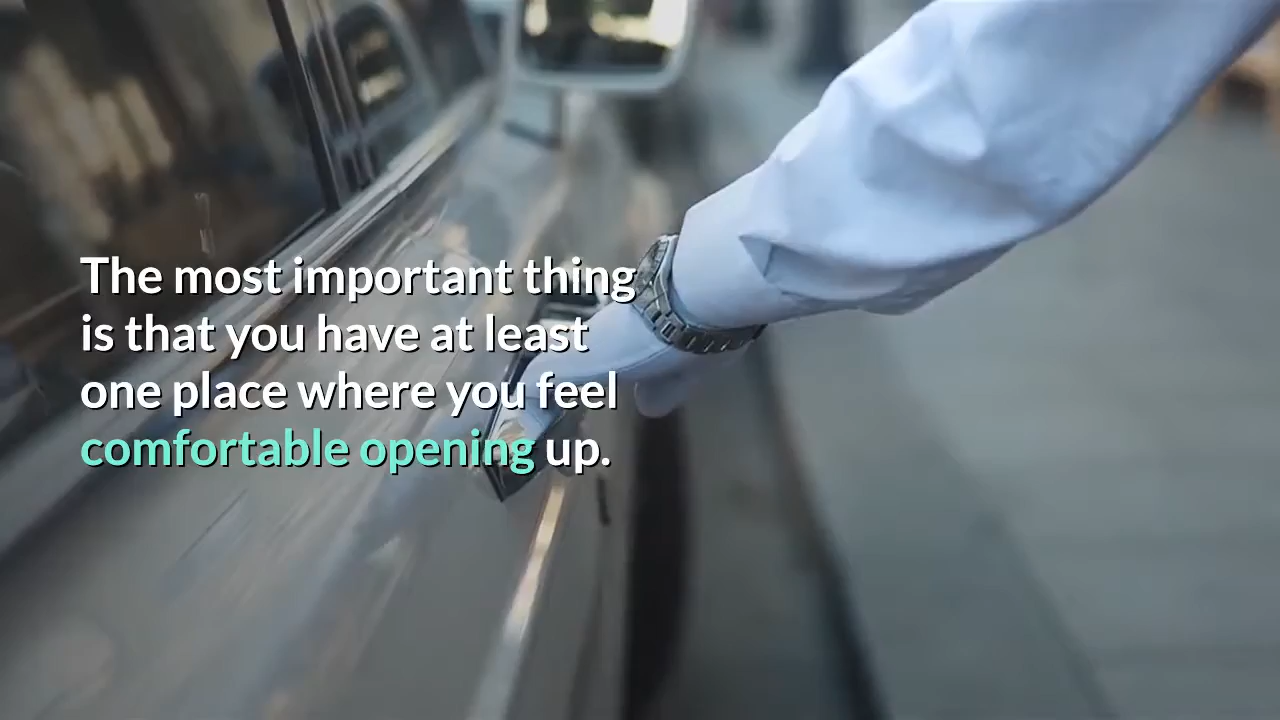 The most important thing
is that you have at least
one place where you feel
comfortable opening up.